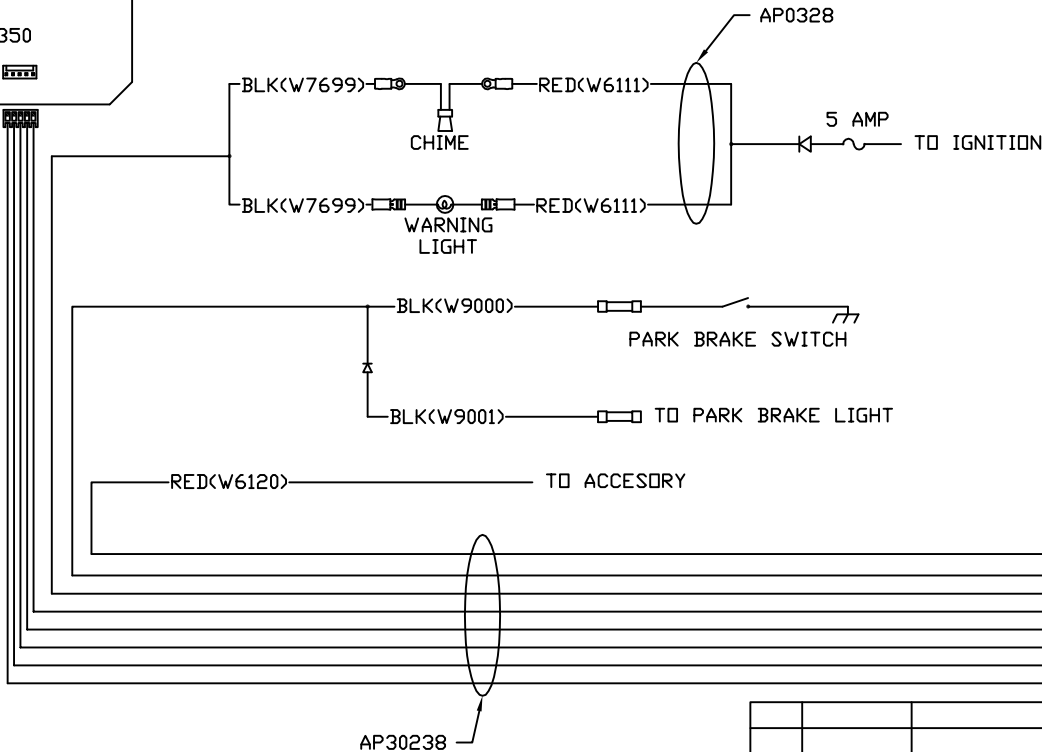 350
AP0328
BLK(W7699)
RED(W6111)
CHIME
5 AMP
TO IGNITION
BLK(W7699)
RED(W6111)
WARNING
LIGHT
BLK(W9000)
PARK BRAKE SWITCH
BLK(W9001)
TO PARK BRAKE LIGHT
RED(W6120)
TO ACCESORY
AP30238